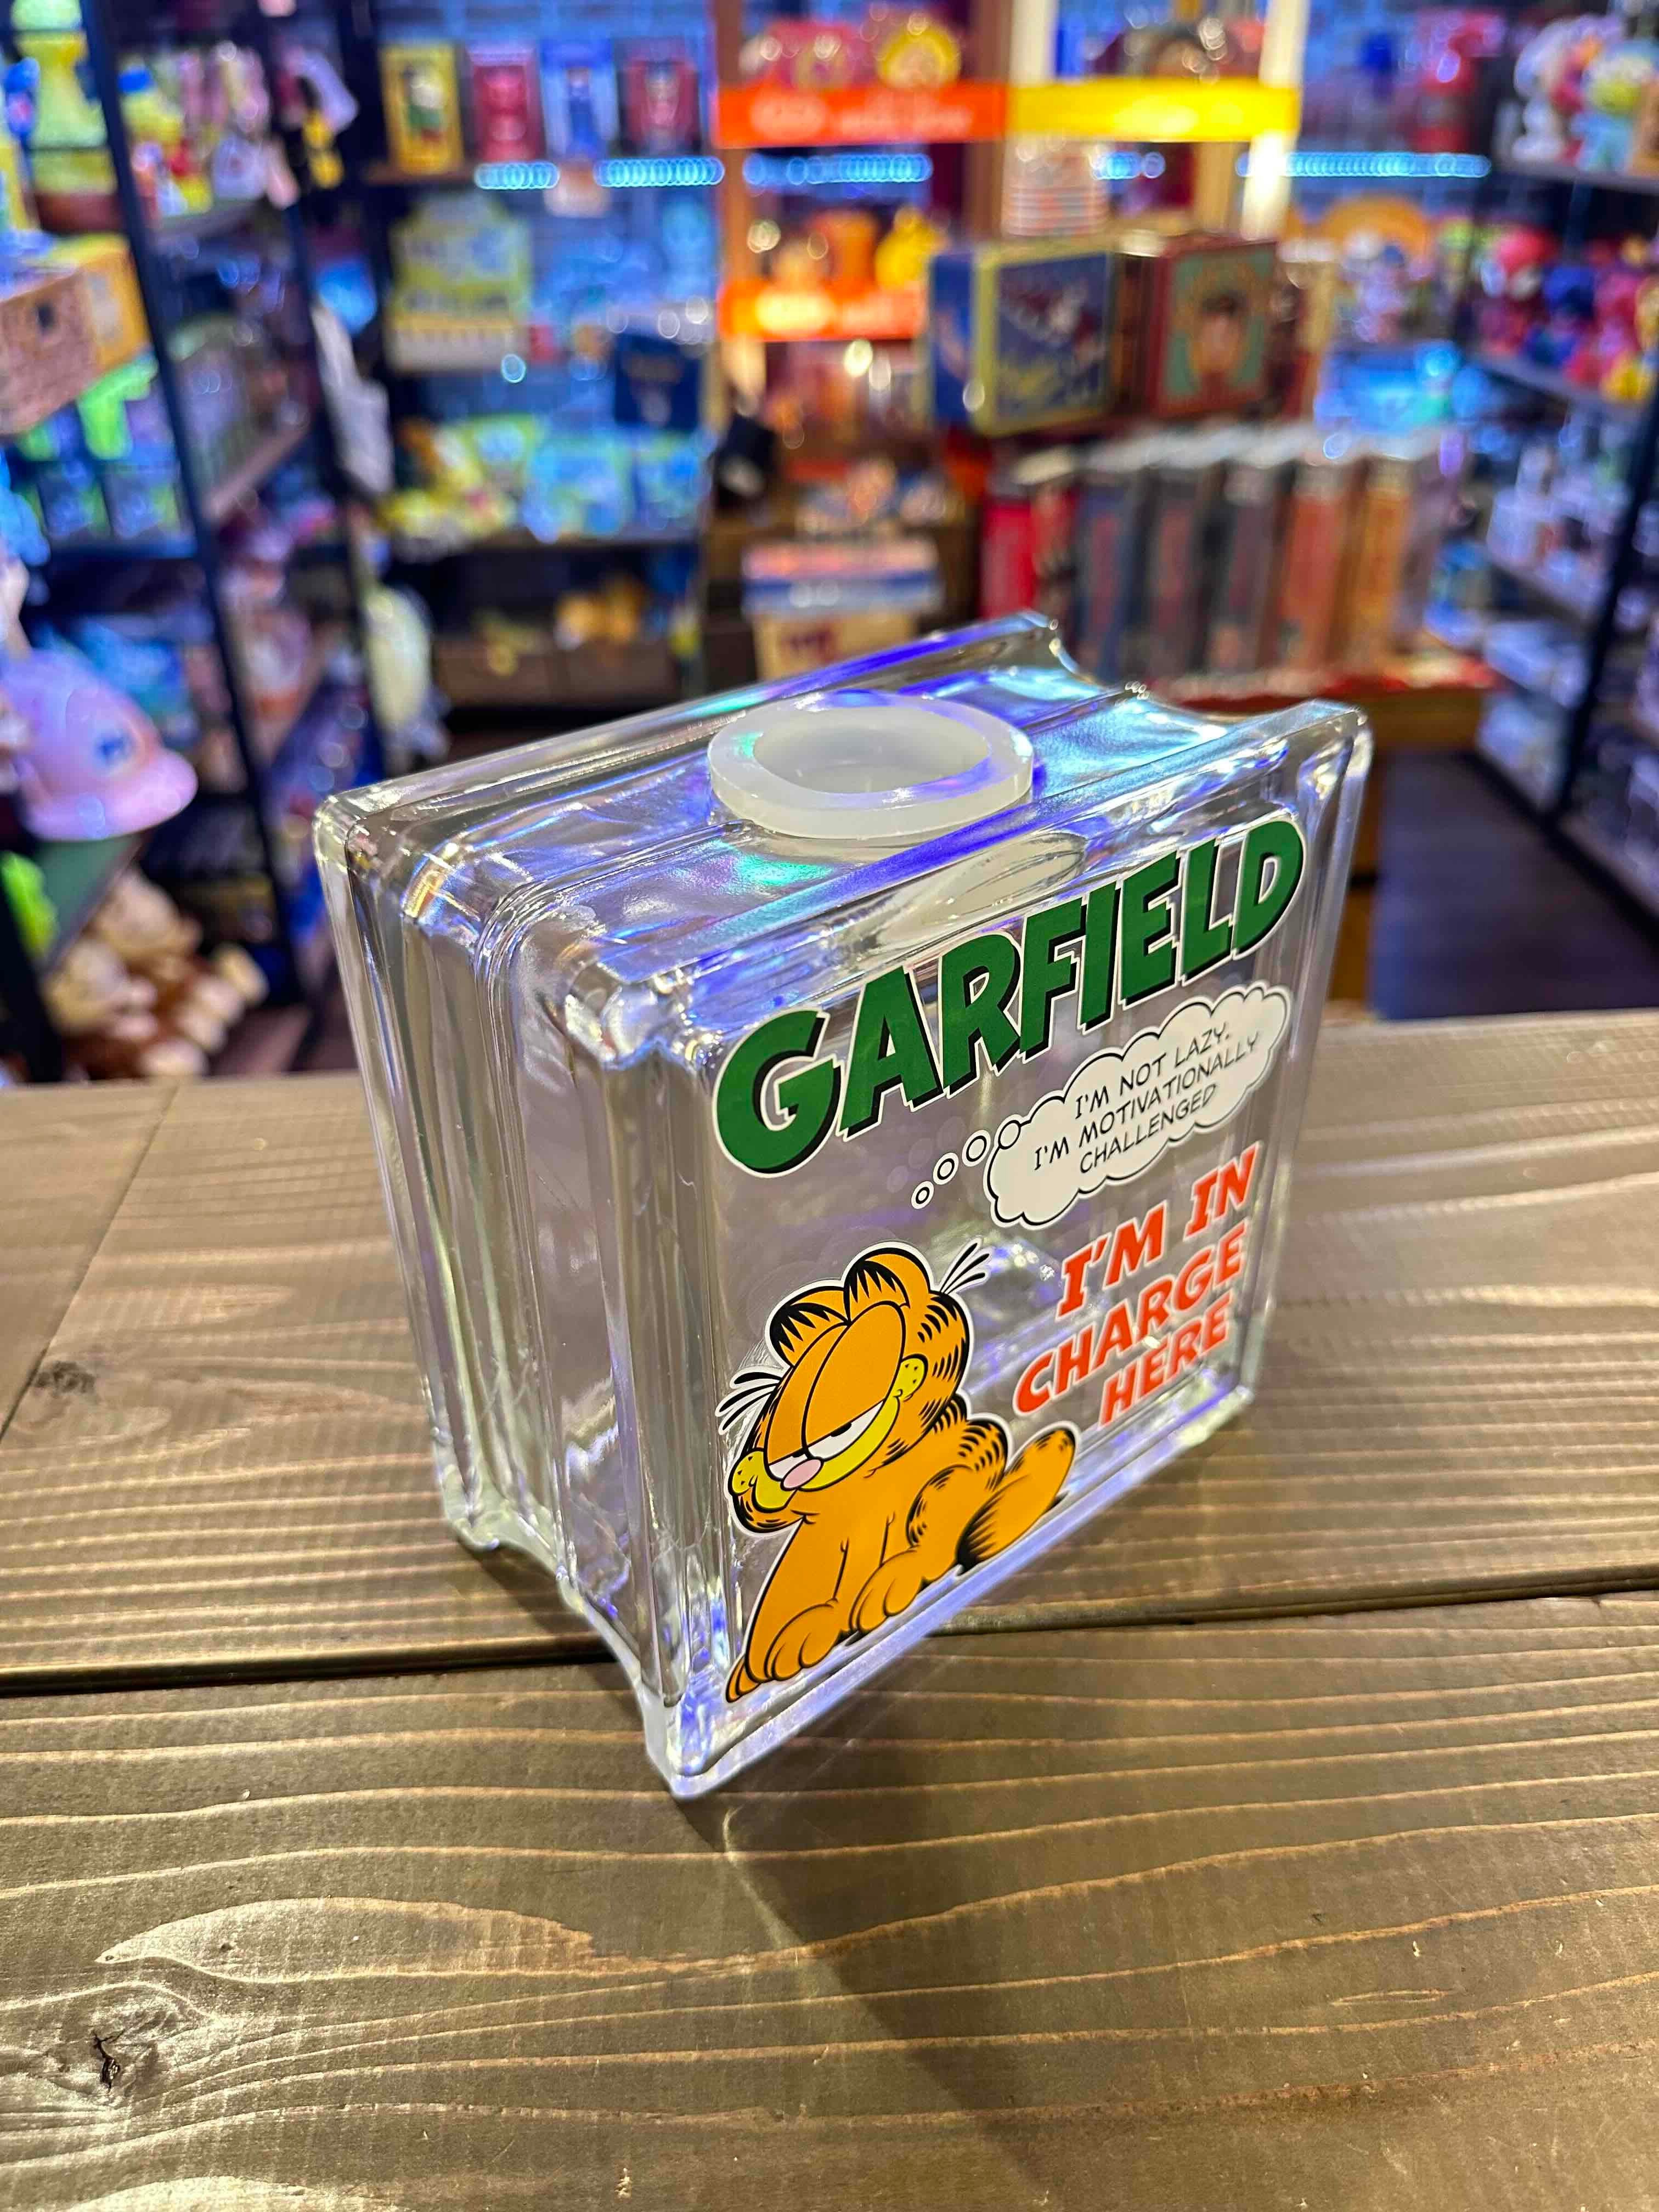 GARFIELD
I'M NOT LAZY.
I'M MOTIVATIONALLY
CHALLENGED
I'M IN
CHARGE
HERE